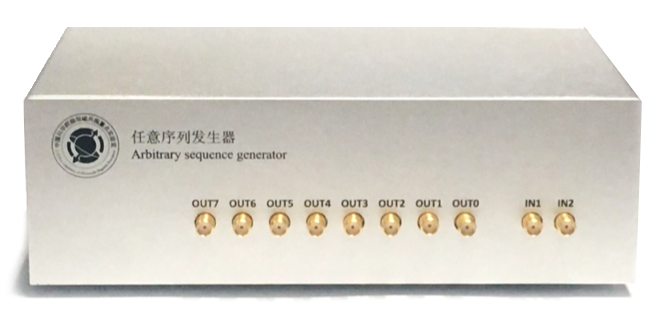 任意序列发生器
Arbitrary sequence generator
OUT7 OUT6 OUT5 OUT4 OUT3 OUT2 OUT1 OUT0 IN1 IN2